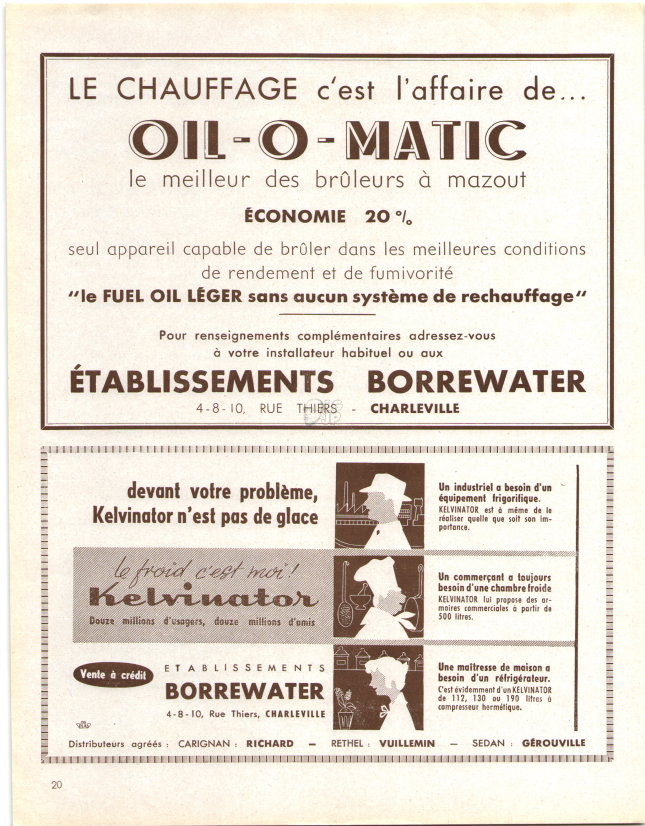 LE CHAUFFAGE c'est l'affaire de...
OIL-O-MATIC
le meilleur des brûleurs à mazout
ÉCONOMIE 20 %
seul appareil capable de brûler dans les meilleures conditions
de rendement et de fumivorité
"le FUEL OIL LÉGER sans aucun système de rechauffage"
Pour renseignements complémentaires adressez-vous
à votre installateur habituel ou aux
ÉTABLISSEMENTS BORREWATER
4-8-10, RUE THIERS - CHARLEVILLE
devant votre problème,
Kelvinator n'est pas de glace
le froid c'est moi!
Kelvinator
Douze millions d'usagers, douze millions d'amis
Vente à crédit
ETABLISSEMENTS
BORREWATER
4-8-10, Rue Thiers, CHARLEVILLE
Un industriel a besoin d'un
équipement frigorifique.
KELVINATOR est à même de le
réaliser quelle que soit son im-
portance.
Un commerçant a toujours
besoin d'une chambre froide
KELVINATOR lui propose des ar-
moires commerciales à partir de
500 litres.
Une maîtresse de maison a
besoin d'un réfrigérateur.
C'est évidemment d'un KELVINATOR
de 112, 130 ou 190 litres à
compresseur hermétique.
Distributeurs agréés : CARIGNAN : RICHARD — RETHEL : VUILLEMIN — SEDAN : GÉROUVILLE
20